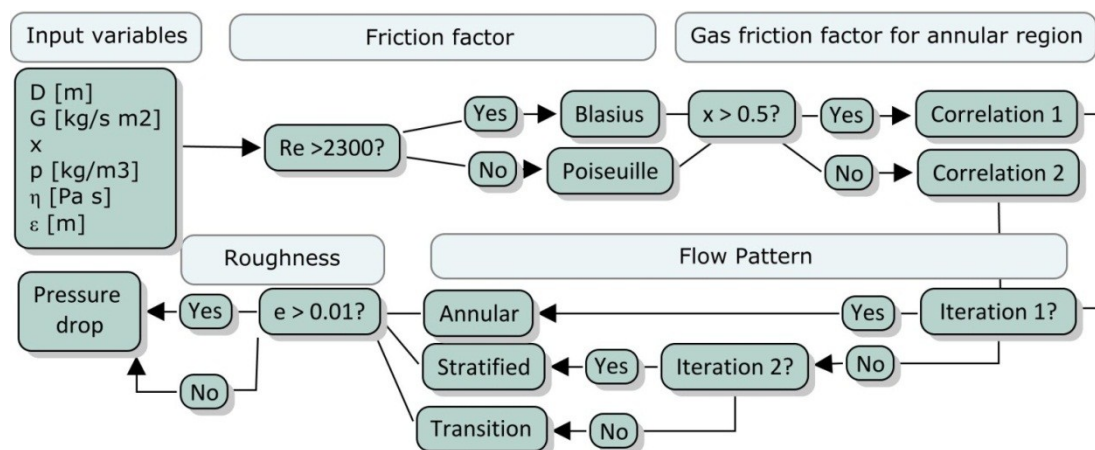 Input variables
Friction factor
Gas friction factor for annular region
D [m]
G [kg/s m2]
x
p [kg/m3]
η [Pa s]
ε [m]
Re >2300?
Yes
No
Blasius
Poiseuille
x > 0.5?
Yes
No
Correlation 1
Correlation 2
Roughness
Flow Pattern
Pressure
drop
Yes
No
e > 0.01?
Annular
Stratified
Transition
Yes
No
Iteration 2?
Yes
No
Iteration 1?